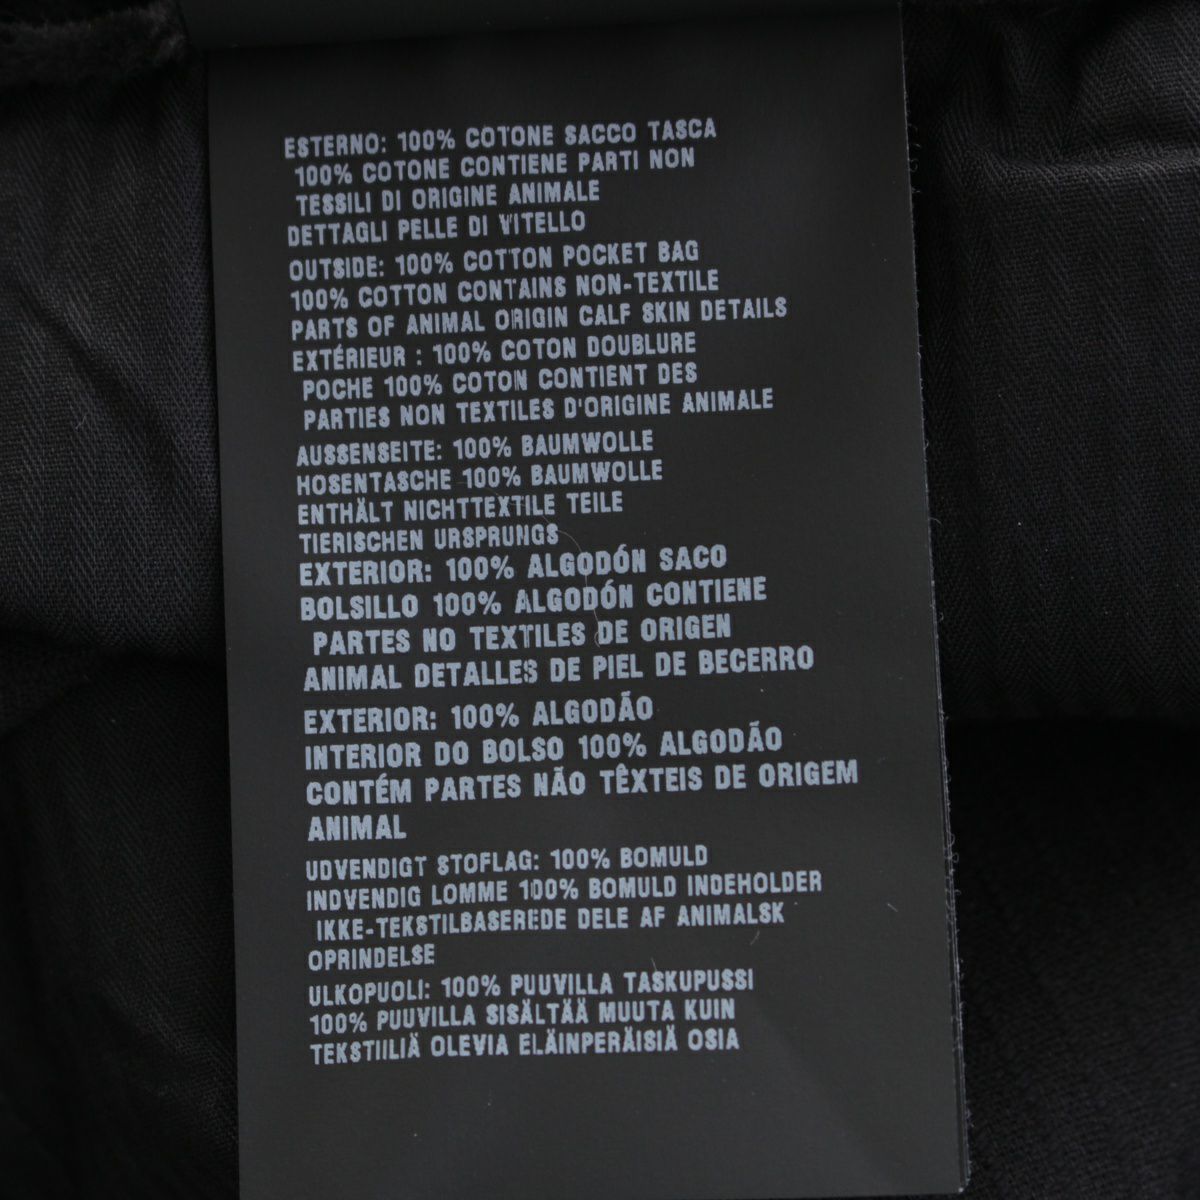 ESTERNO: 100% COTONE SACCO TASCA
100% COTONE CONTIENE PARTI NON
TESSILI DI ORIGINE ANIMALE
DETTAGLI PELLE DI VITELLO
OUTSIDE: 100% COTTON POCKET BAG
100% COTTON CONTAINS NON-TEXTILE
PARTS OF ANIMAL ORIGIN CALF SKIN DETAILS
EXTÉRIEUR : 100% COTON DOUBLURE
POCHE 100% COTON CONTIENT DES
PARTIES NON TEXTILES D'ORIGINE ANIMALE
AUSSENSEITE: 100% BAUMWOLLE
HOSENTASCHE 100% BAUMWOLLE
ENTHÄLT NICHTTEXTILE TEILE
TIERISCHEN URSPRUNGS
EXTERIOR: 100% ALGODÓN SACO
BOLSILLO 100% ALGODÓN CONTIENE
PARTES NO TEXTILES DE ORIGEN
ANIMAL DETALLES DE PIEL DE BECERRO
EXTERIOR: 100% ALGODÃO
INTERIOR DO BOLSO 100% ALGODÃO
CONTÉM PARTES NÃO TÊXTEIS DE ORIGEM
ANIMAL
UDVENDIGT STOFLAG: 100% BOMULD
INDVENDIG LOMME 100% BOMULD INDEHOLDER
IKKE-TEKSTILBASEREDE DELE AF ANIMALSK
OPRINDELSE
ULKOPUOLI: 100% PUUVILLA TASKUPUSSI
100% PUUVILLA SISÄLTÄÄ MUUTA KUIN
TEKSTIILIÄ OLEVIA ELÄINPERÄISIÄ OSIA